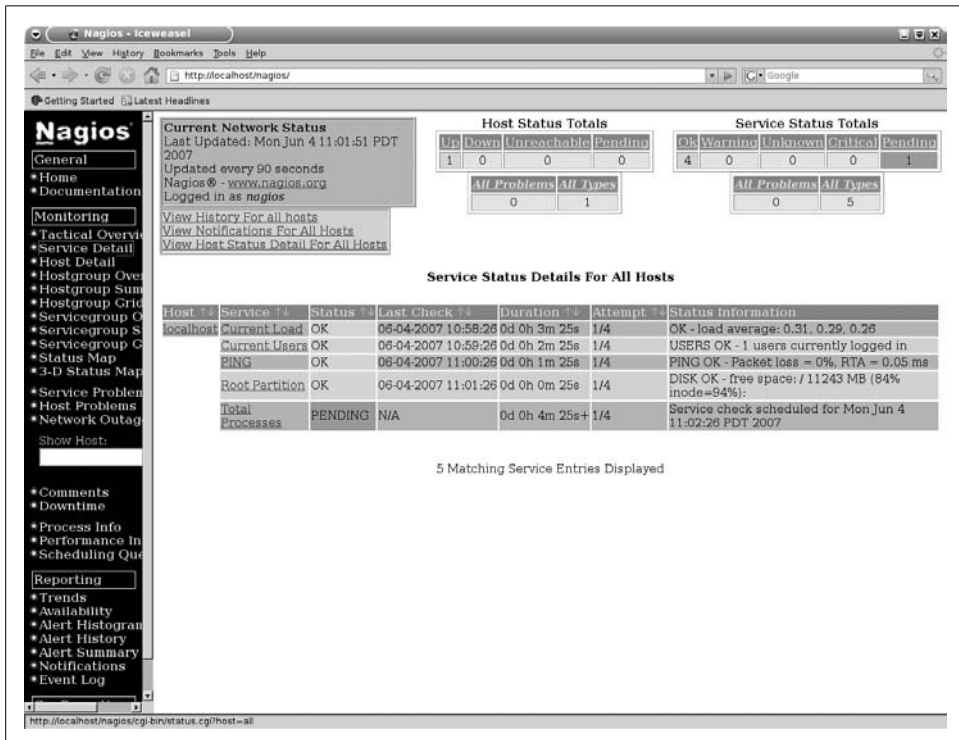 Nagios - Iceweasel
File Edit View History Bookmarks Tools Help
http://localhost/nagios/
Google
Getting Started Latest Headlines
Nagios
General
Home
Documentation
Monitoring
Tactical Overvi
Service Detail
Host Detail
Hostgroup Over
Hostgroup Sum
Hostgroup Grid
Servicegroup O
Servicegroup S
Servicegroup G
Status Map
3-D Status Map
Service Problem
Host Problems
Network Outag
Show Host:
Comments
Downtime
Process Info
Performance In
Scheduling Que
Reporting
Trends
Availability
Alert Histogram
Alert History
Alert Summary
Notifications
Event Log
Current Network Status
Last Updated: Mon Jun 4 11:01:51 PDT
2007
Updated every 90 seconds
Nagios® - www.nagios.org
Logged in as nagios
View History For all hosts
View Notifications For All Hosts
View Host Status Detail For All Hosts
Host Status Totals
Up Down Unreachable Pending
1 0 0 0
All Problems All Types
0 1
Service Status Totals
Ok Warning Unknown Critical Pending
4 0 0 0 1
All Problems All Types
0 5
Service Status Details For All Hosts
Host Service Status Last Check Duration Attempt Status Information
localhost Current Load OK 06-04-2007 10:58:26 0d 0h 3m 25s 1/4 OK - load average: 0.31, 0.29, 0.26
Current Users OK 06-04-2007 10:59:26 0d 0h 2m 25s 1/4 USERS OK - 1 users currently logged in
PING OK 06-04-2007 11:00:26 0d 0h 1m 25s 1/4 PING OK - Packet loss = 0%, RTA = 0.05 ms
Root Partition OK 06-04-2007 11:01:26 0d 0h 0m 25s 1/4 DISK OK - free space: / 11243 MB (84%
inode=94%):
Total
Processes PENDING N/A 0d 0h 4m 25s+ 1/4 Service check scheduled for Mon Jun 4
11:02:26 PDT 2007
5 Matching Service Entries Displayed
http://localhost/nagios/cgi-bin/status.cgi?host=all